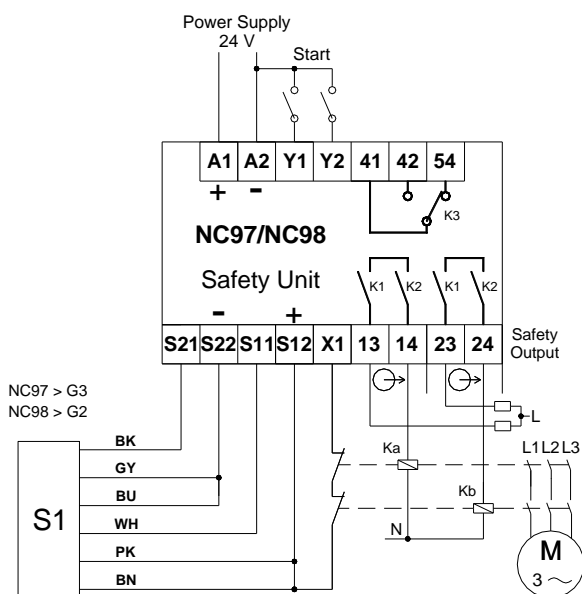 Power Supply
24 V
Start
A1 A2 Y1 Y2 41 42 54
+ -
K3
NC97/NC98
Safety Unit
K1 K2 K1 K2
- +
S21 S22 S11 S12 X1 13 14 23 24
Safety
Output
NC97 > G3
NC98 > G2
L
BK
Ka
L1 L2 L3
GY
BU
Kb
S1
WH
N
PK
M
3 ~
BN